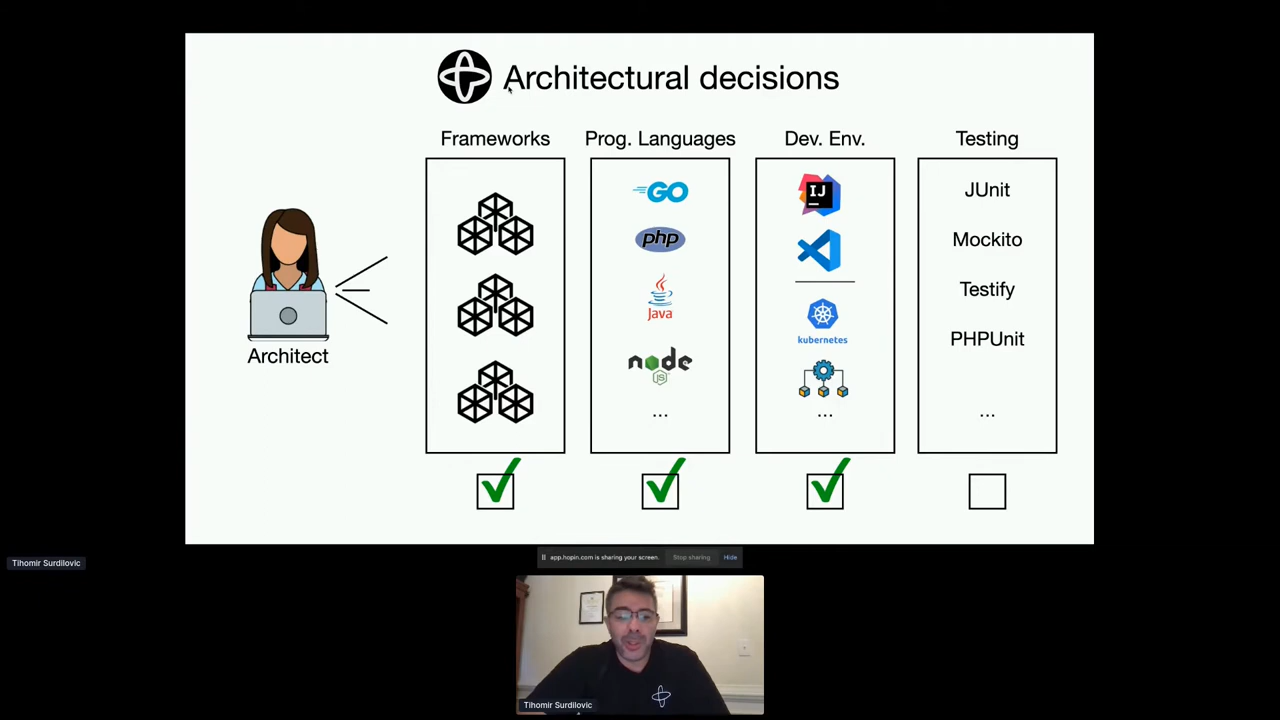 Architectural decisions
Frameworks
Prog. Languages
Dev. Env.
Testing
GO
php
Java
node
JS
...
IJ
kubernetes
...
JUnit
Mockito
Testify
PHPUnit
...
Architect
Tihomir Surdilovic
app.hopin.com is sharing your screen.
Stop sharing
Hide
Tihomir Surdilovic